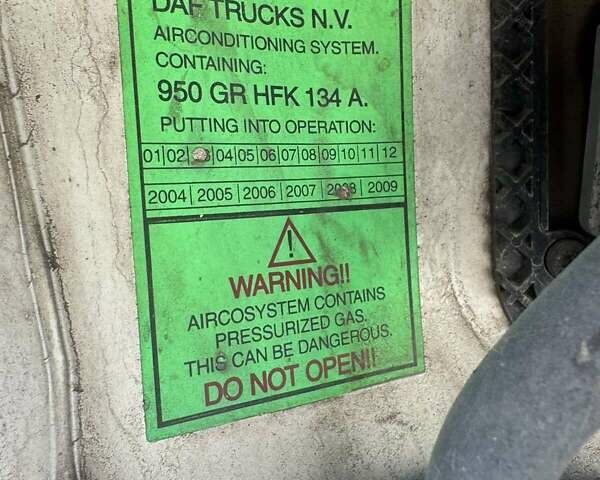 DAF TRUCKS N.V.
AIRCONDITIONING SYSTEM.
CONTAINING:
950 GR HFK 134 A.
PUTTING INTO OPERATION:
01|02| |04|05|06|07|08|09|10|11|12
2004|2005|2006|2007|2008|2009
WARNING!!
AIRCOSYSTEM CONTAINS
PRESSURIZED GAS.
THIS CAN BE DANGEROUS.
DO NOT OPEN!!